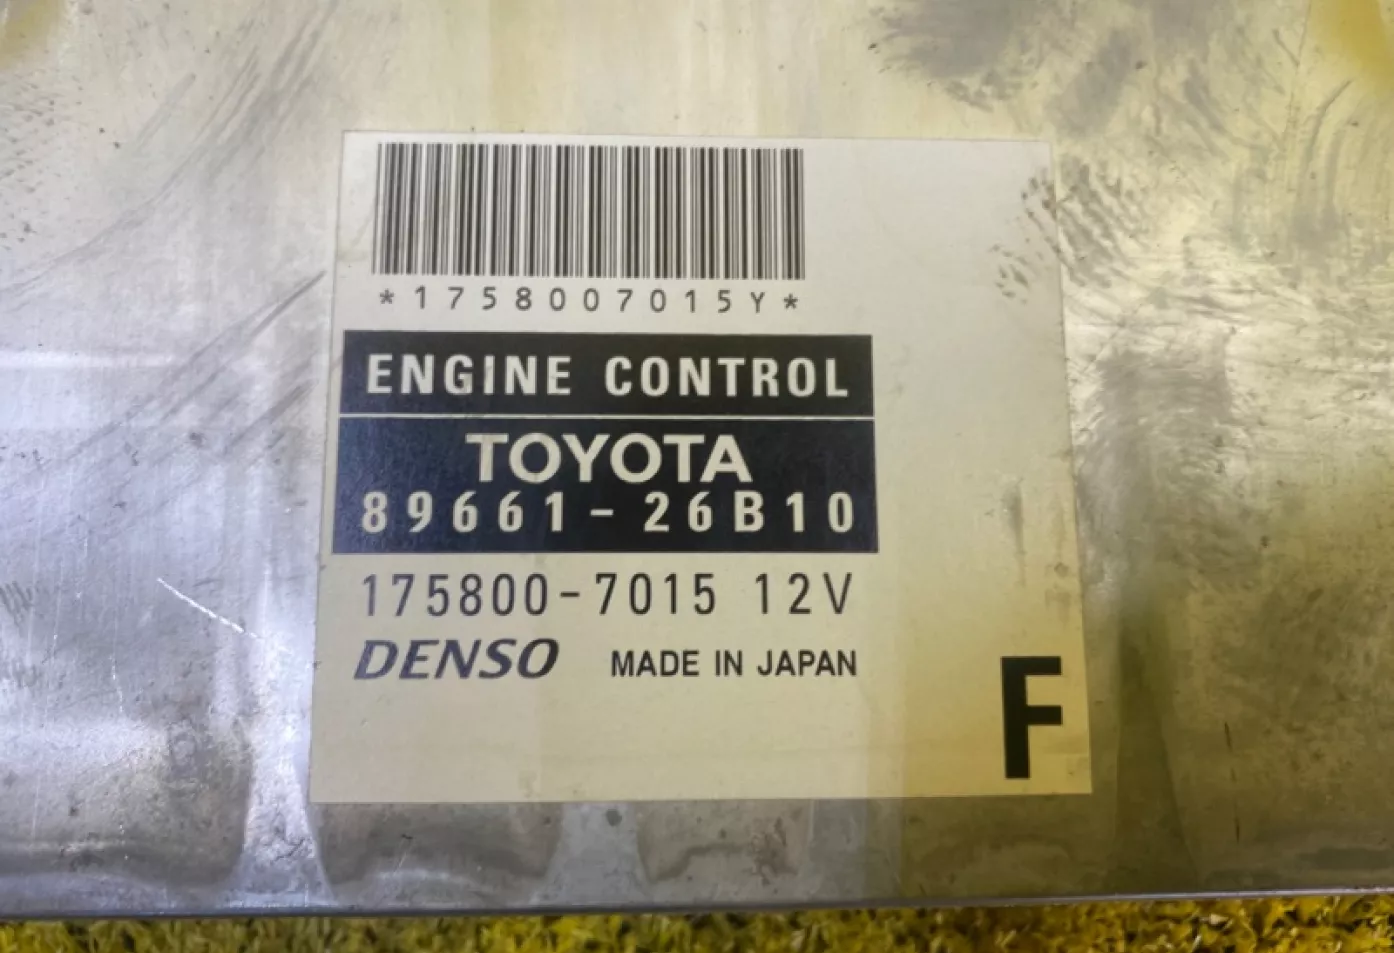 *1758007015Y*
ENGINE CONTROL
TOYOTA
89661-26B10
175800-7015 12V
DENSO MADE IN JAPAN
F